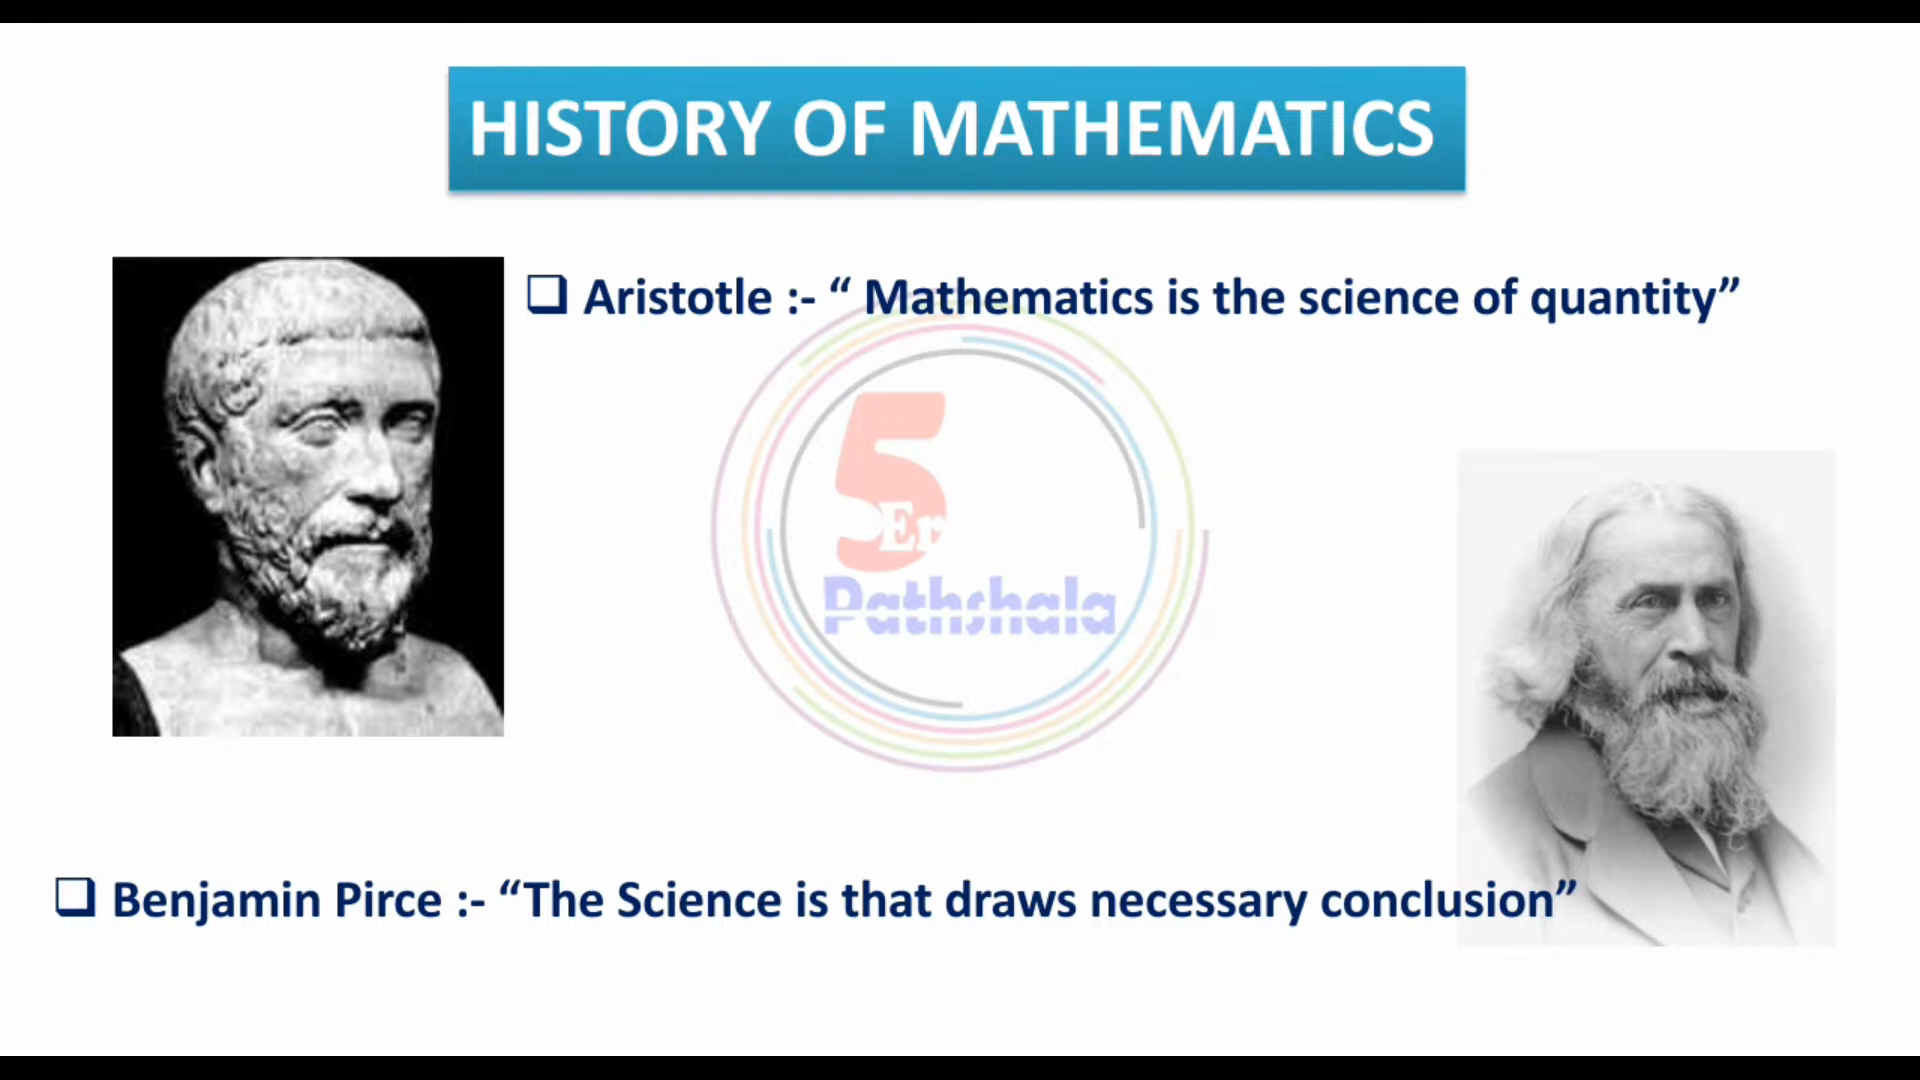 HISTORY OF MATHEMATICS
Aristotle :- “ Mathematics is the science of quantity”
5
Er
Pathshala
Benjamin Pirce :- “The Science is that draws necessary conclusion”